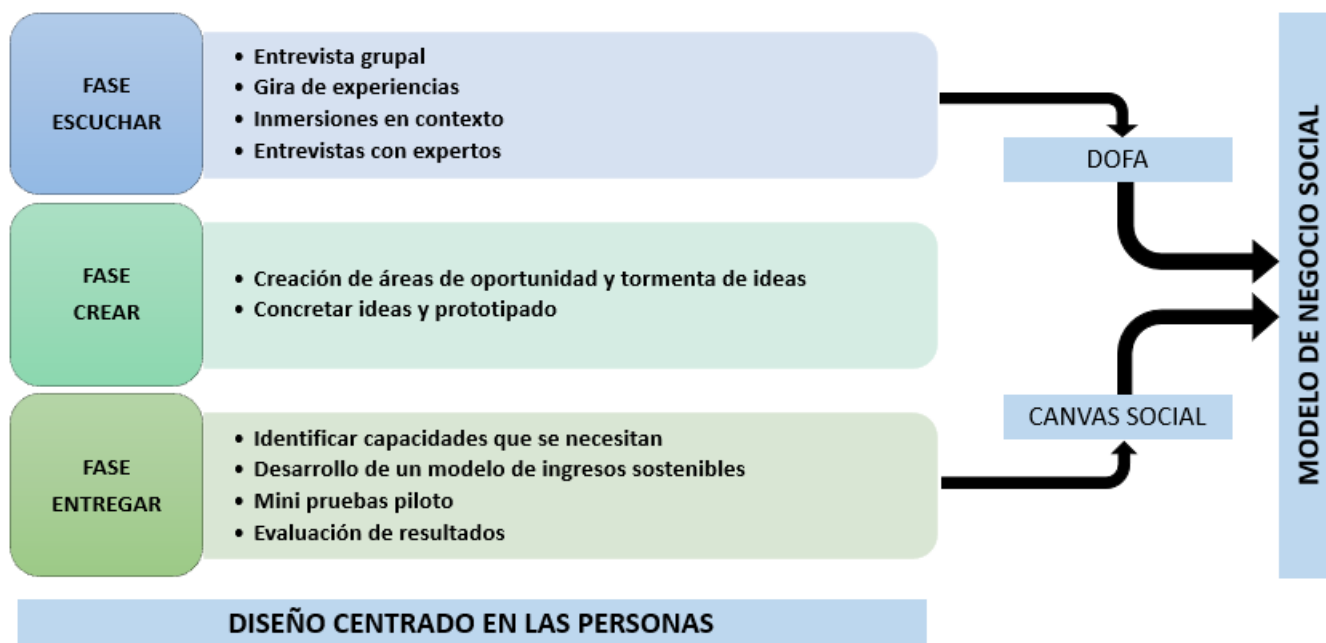 FASE
ESCUCHAR
• Entrevista grupal
• Gira de experiencias
• Inmersiones en contexto
• Entrevistas con expertos
FASE
CREAR
• Creación de áreas de oportunidad y tormenta de ideas
• Concretar ideas y prototipado
FASE
ENTREGAR
• Identificar capacidades que se necesitan
• Desarrollo de un modelo de ingresos sostenibles
• Mini pruebas piloto
• Evaluación de resultados
DISEÑO CENTRADO EN LAS PERSONAS
DOFA
CANVAS SOCIAL
MODELO DE NEGOCIO SOCIAL